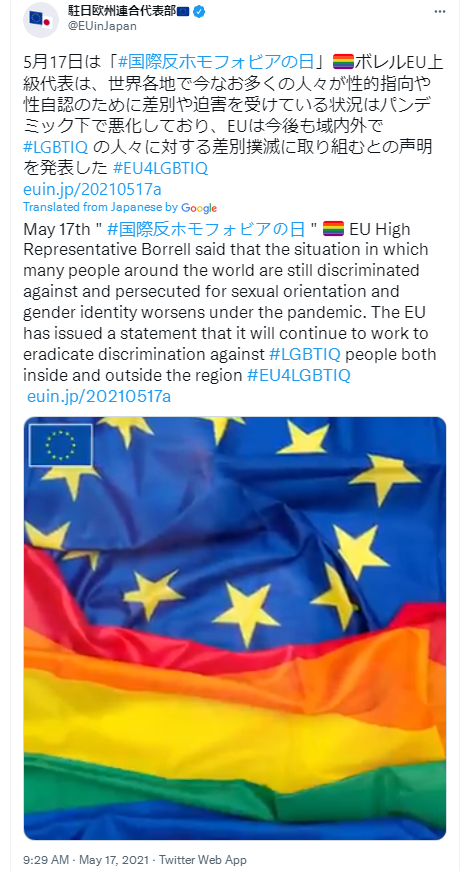 駐日欧州連合代表部🇪🇺
@EUinJapan
5月17日は「#国際反ホモフォビアの日」🏳️‍🌈ボレルEU上
級代表は、世界各地で今なお多くの人々が性的指向や
性自認のために差別や迫害を受けている状況はパンデ
ミック下で悪化しており、EUは今後も域内外で
#LGBTIQ の人々に対する差別撲滅に取り組むとの声明
を発表した #EU4LGBTIQ
euin.jp/20210517a
Translated from Japanese by Google
May 17th " #国際反ホモフォビアの日 " 🏳️‍🌈 EU High
Representative Borrell said that the situation in which
many people around the world are still discriminated
against and persecuted for sexual orientation and
gender identity worsens under the pandemic. The EU
has issued a statement that it will continue to work to
eradicate discrimination against #LGBTIQ people both
inside and outside the region #EU4LGBTIQ
euin.jp/20210517a
9:29 AM · May 17, 2021 · Twitter Web App